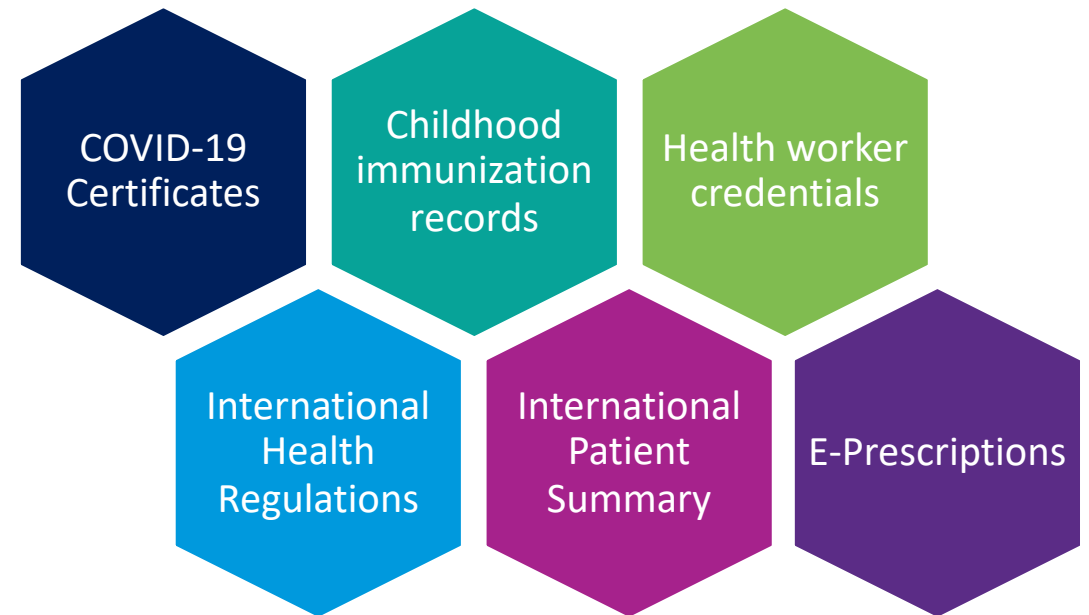 COVID-19
Certificates
Childhood
immunization
records
Health worker
credentials
International
Health
Regulations
International
Patient
Summary
E-Prescriptions